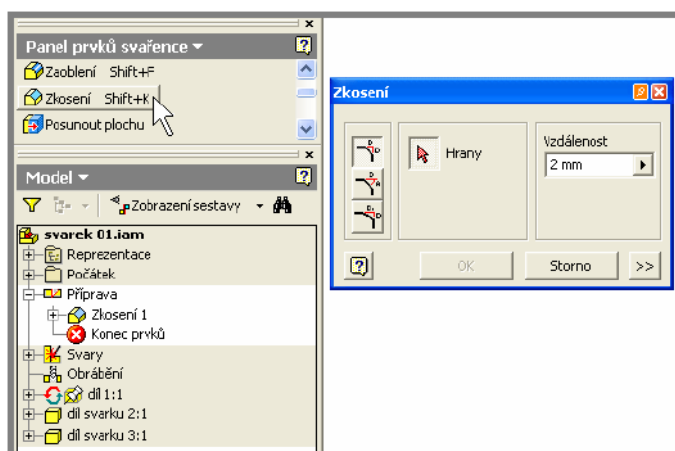 Panel prvků svařence
Zaoblení Shift+F
Zkosení Shift+K
Posunout plochu
Model
Zobrazení sestavy
svarek 01.iam
Reprezentace
Počátek
Příprava
Zkosení 1
Konec prvků
Svary
Obrábění
díl 1:1
díl svarku 2:1
díl svarku 3:1
Zkosení
Hrany
Vzdálenost
2 mm
OK
Storno
>>